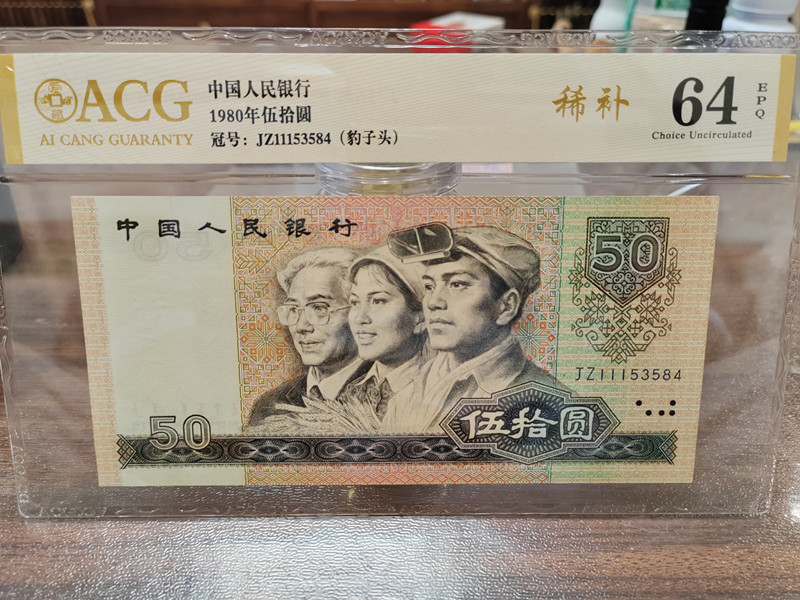 ACG
AI CANG GUARANTY
中国人民银行
1980年伍拾圆
冠号：JZ11153584（豹子头）
稀补
64
EPQ
Choice Uncirculated
中国人民银行
50
JZ11153584
50
伍拾圆